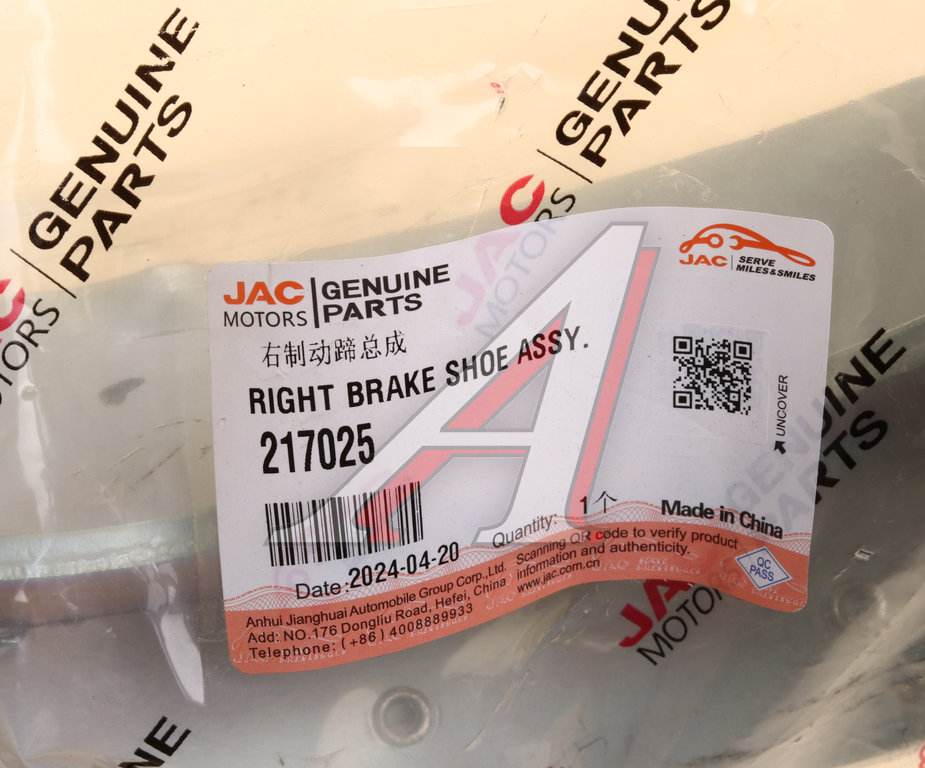 GENUINE
PARTS
GENUINE
PARTS
JAC
MOTORS
JAC
MOTORS
GENUINE
PARTS
JAC
SERVE
MILES&SMILES
右制动蹄总成
RIGHT BRAKE SHOE ASSY.
217025
UNCOVER
Quantity: 1个
Made in China
Date:2024-04-20
Scanning QR code to verify product
information and authenticity.
www.jac.com.cn
QC
PASS
Anhui Jianghuai Automobile Group Corp.,Ltd.
Add: NO.176 Dongliu Road, Hefei, China
Telephone: (+86) 4008889933
GENUINE
PARTS
JAC
MOTORS